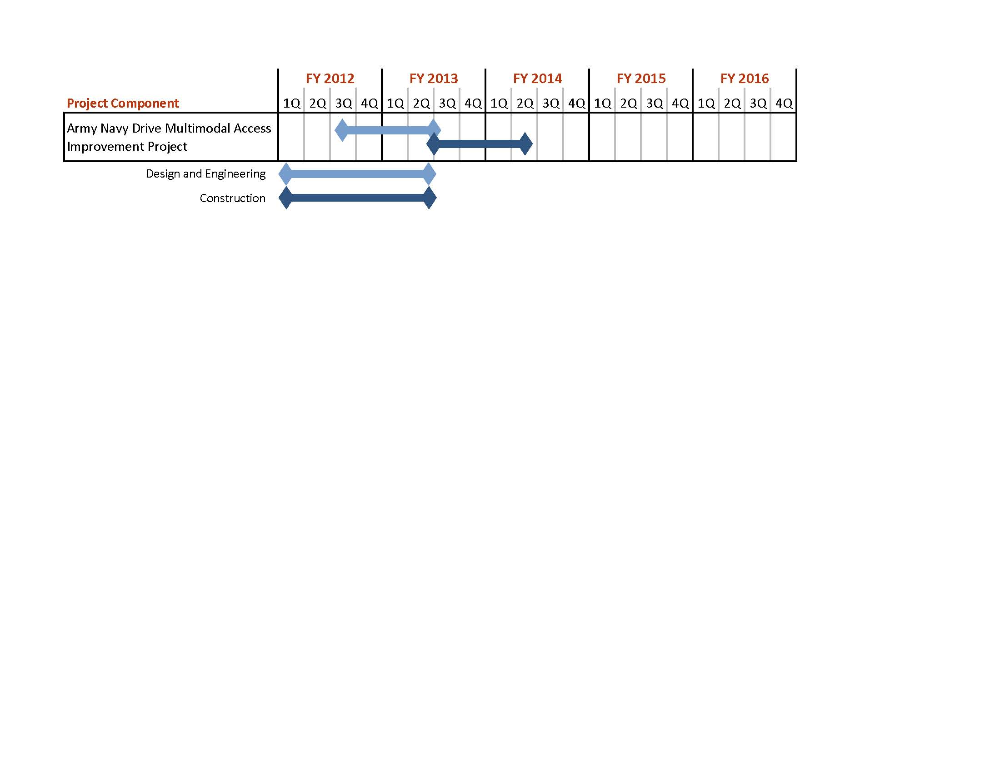 FY 2012 FY 2013 FY 2014 FY 2015 FY 2016
Project Component 1Q 2Q 3Q 4Q 1Q 2Q 3Q 4Q 1Q 2Q 3Q 4Q 1Q 2Q 3Q 4Q 1Q 2Q 3Q 4Q
Army Navy Drive Multimodal Access
Improvement Project
Design and Engineering
Construction